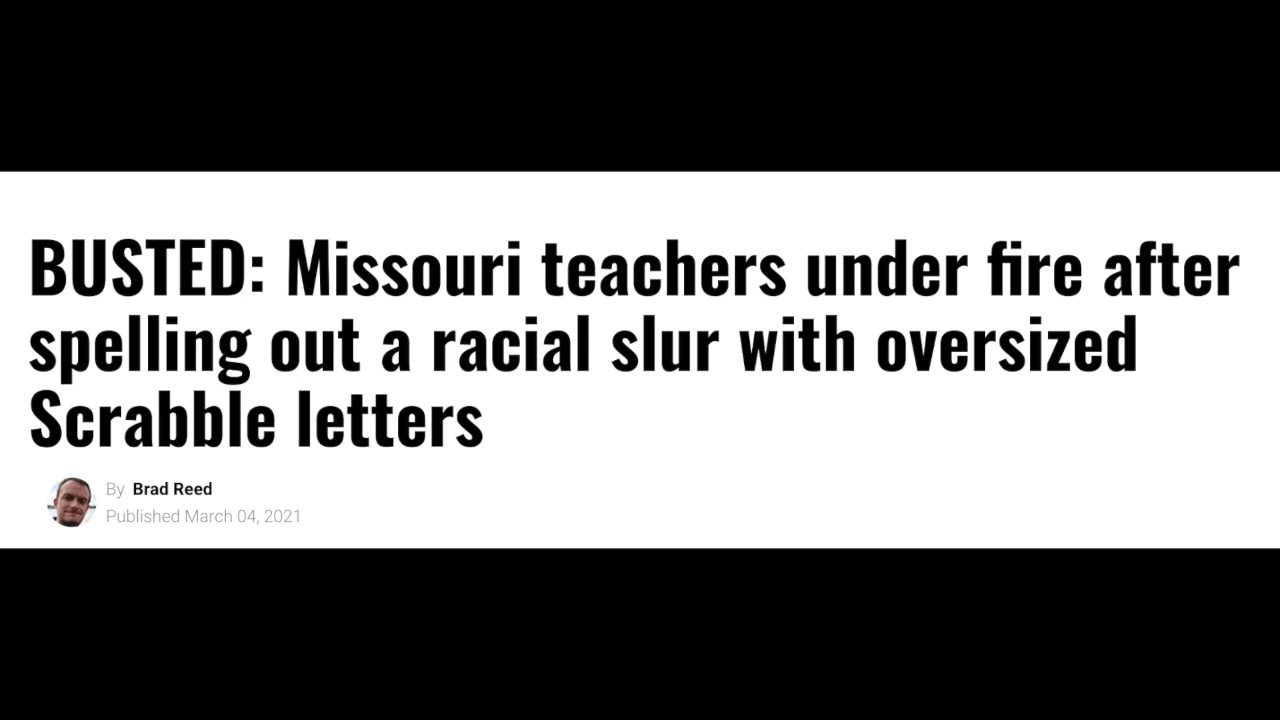 BUSTED: Missouri teachers under fire after
spelling out a racial slur with oversized
Scrabble letters
By Brad Reed
Published March 04, 2021